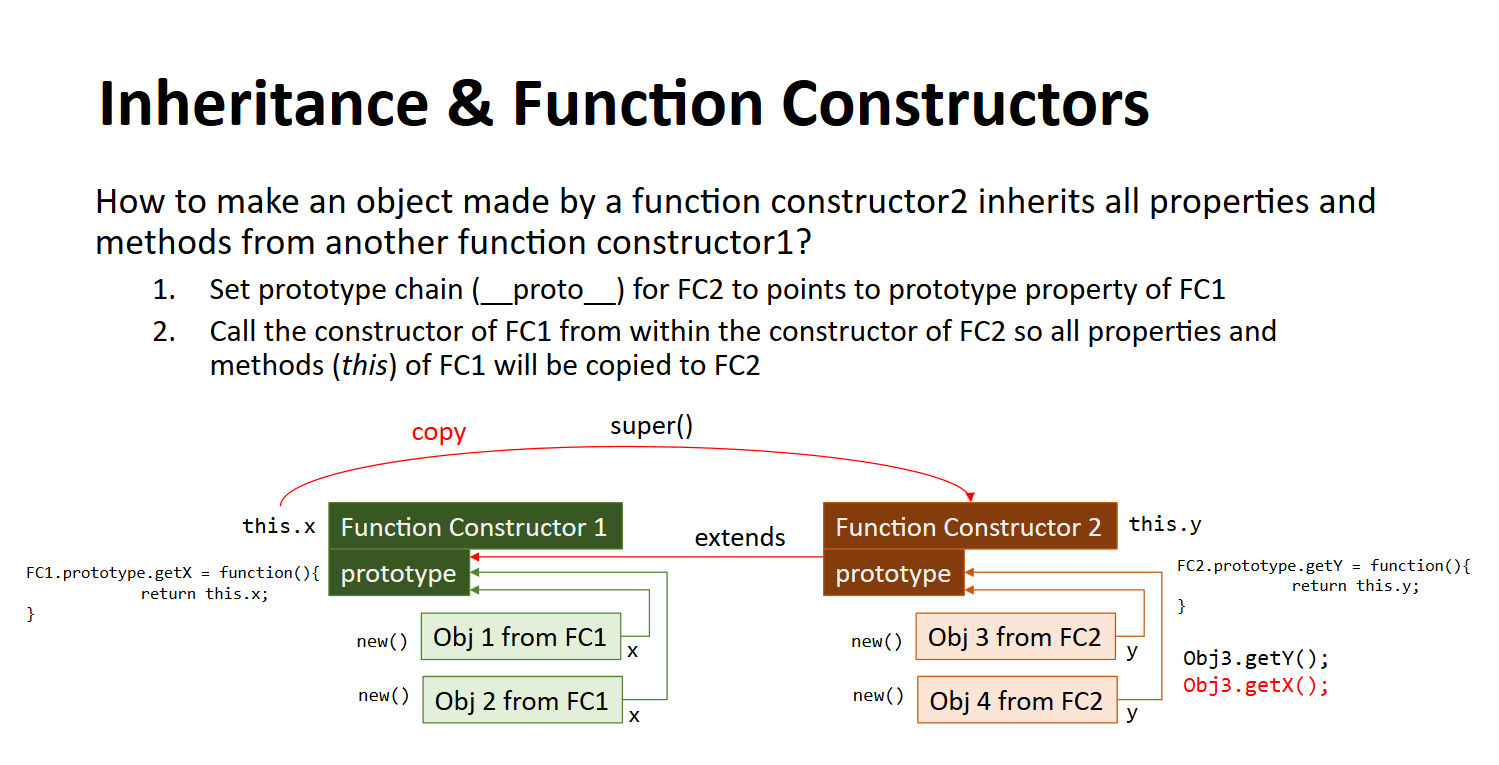 Inheritance & Function Constructors
How to make an object made by a function constructor2 inherits all properties and
methods from another function constructor1?
1. Set prototype chain (__proto__) for FC2 to points to prototype property of FC1
2. Call the constructor of FC1 from within the constructor of FC2 so all properties and
methods (this) of FC1 will be copied to FC2
copy
super()
this.x
Function Constructor 1
extends
Function Constructor 2
this.y
FC1.prototype.getX = function(){
return this.x;
}
prototype
prototype
FC2.prototype.getY = function(){
return this.y;
}
new()
Obj 1 from FC1
x
new()
Obj 3 from FC2
y
Obj3.getY();
Obj3.getX();
new()
Obj 2 from FC1
x
new()
Obj 4 from FC2
y